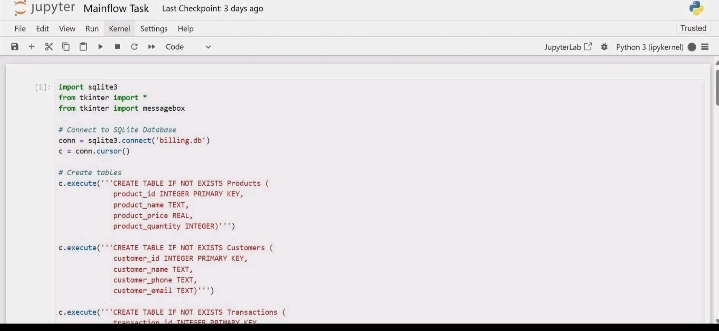 jupyter Mainflow Task Last Checkpoint: 3 days ago
File Edit View Run Kernel Settings Help Trusted
Code JupyterLab Python 3 (ipykernel)
[1]: import sqlite3
from tkinter import *
from tkinter import messagebox
# Connect to SQLite Database
conn = sqlite3.connect('billing.db')
c = conn.cursor()
# Create tables
c.execute('''CREATE TABLE IF NOT EXISTS Products (
product_id INTEGER PRIMARY KEY,
product_name TEXT,
product_price REAL,
product_quantity INTEGER)''')
c.execute('''CREATE TABLE IF NOT EXISTS Customers (
customer_id INTEGER PRIMARY KEY,
customer_name TEXT,
customer_phone TEXT,
customer_email TEXT)''')
c.execute('''CREATE TABLE IF NOT EXISTS Transactions (
transaction_id INTEGER PRIMARY KEY